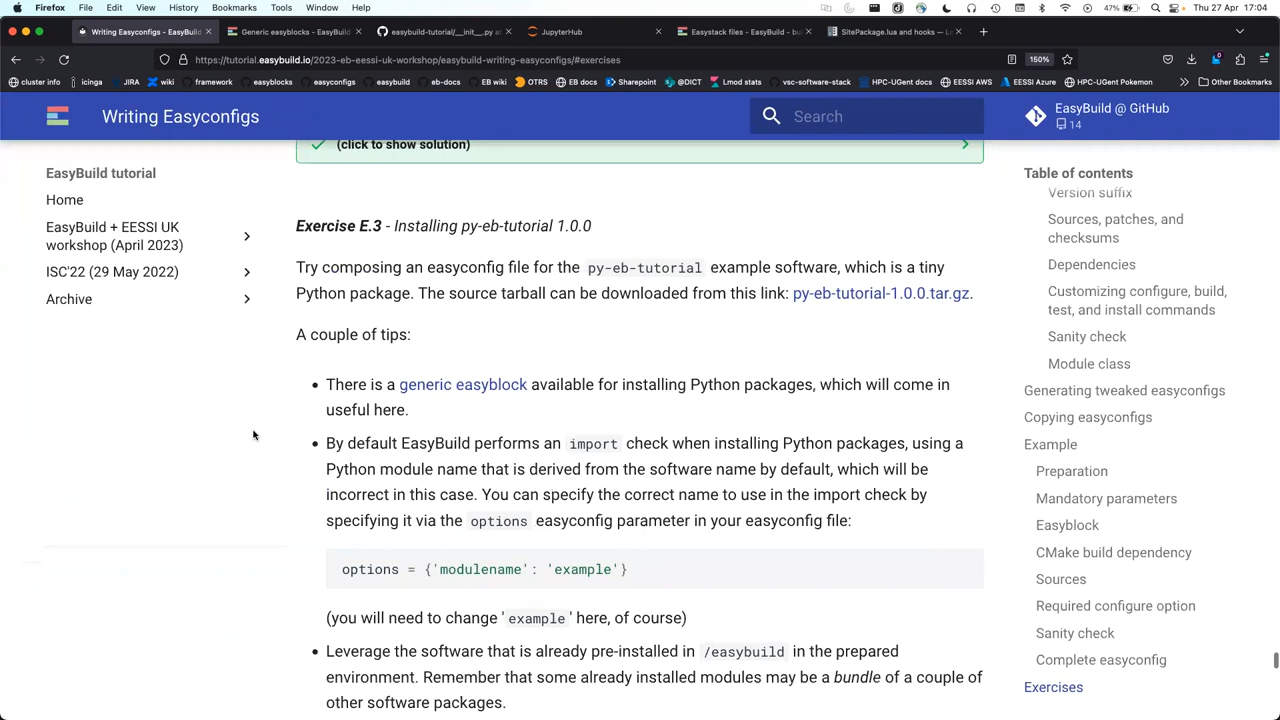 Firefox File Edit View History Bookmarks Tools Window Help 47% Thu 27 Apr 17:04
Writing Easyconfigs - EasyBuild Generic easyblocks - EasyBuild easybuild-tutorial/__init__.py at JupyterHub Easystack files - EasyBuild - bu SitePackage.lua and hooks — L
https://tutorial.easybuild.io/2023-eb-eessi-uk-workshop/easybuild-writing-easyconfigs/#exercises 150%
cluster info icinga JIRA wiki framework easyblocks easyconfigs easybuild eb-docs EB wiki OTRS EB docs Sharepoint @DICT Lmod stats vsc-software-stack HPC-UGent docs EESSI AWS EESSI Azure HPC-UGent Pokemon Other Bookmarks
Writing Easyconfigs
Search
EasyBuild @ GitHub
14
EasyBuild tutorial
Home
EasyBuild + EESSI UK
workshop (April 2023)
ISC'22 (29 May 2022)
Archive
(click to show solution)
Exercise E.3 - Installing py-eb-tutorial 1.0.0
Try composing an easyconfig file for the py-eb-tutorial example software, which is a tiny
Python package. The source tarball can be downloaded from this link: py-eb-tutorial-1.0.0.tar.gz.
A couple of tips:
• There is a generic easyblock available for installing Python packages, which will come in
useful here.
• By default EasyBuild performs an import check when installing Python packages, using a
Python module name that is derived from the software name by default, which will be
incorrect in this case. You can specify the correct name to use in the import check by
specifying it via the options easyconfig parameter in your easyconfig file:
options = {'modulename': 'example'}
(you will need to change 'example' here, of course)
• Leverage the software that is already pre-installed in /easybuild in the prepared
environment. Remember that some already installed modules may be a bundle of a couple of
other software packages.
Table of contents
Version suffix
Sources, patches, and
checksums
Dependencies
Customizing configure, build,
test, and install commands
Sanity check
Module class
Generating tweaked easyconfigs
Copying easyconfigs
Example
Preparation
Mandatory parameters
Easyblock
CMake build dependency
Sources
Required configure option
Sanity check
Complete easyconfig
Exercises